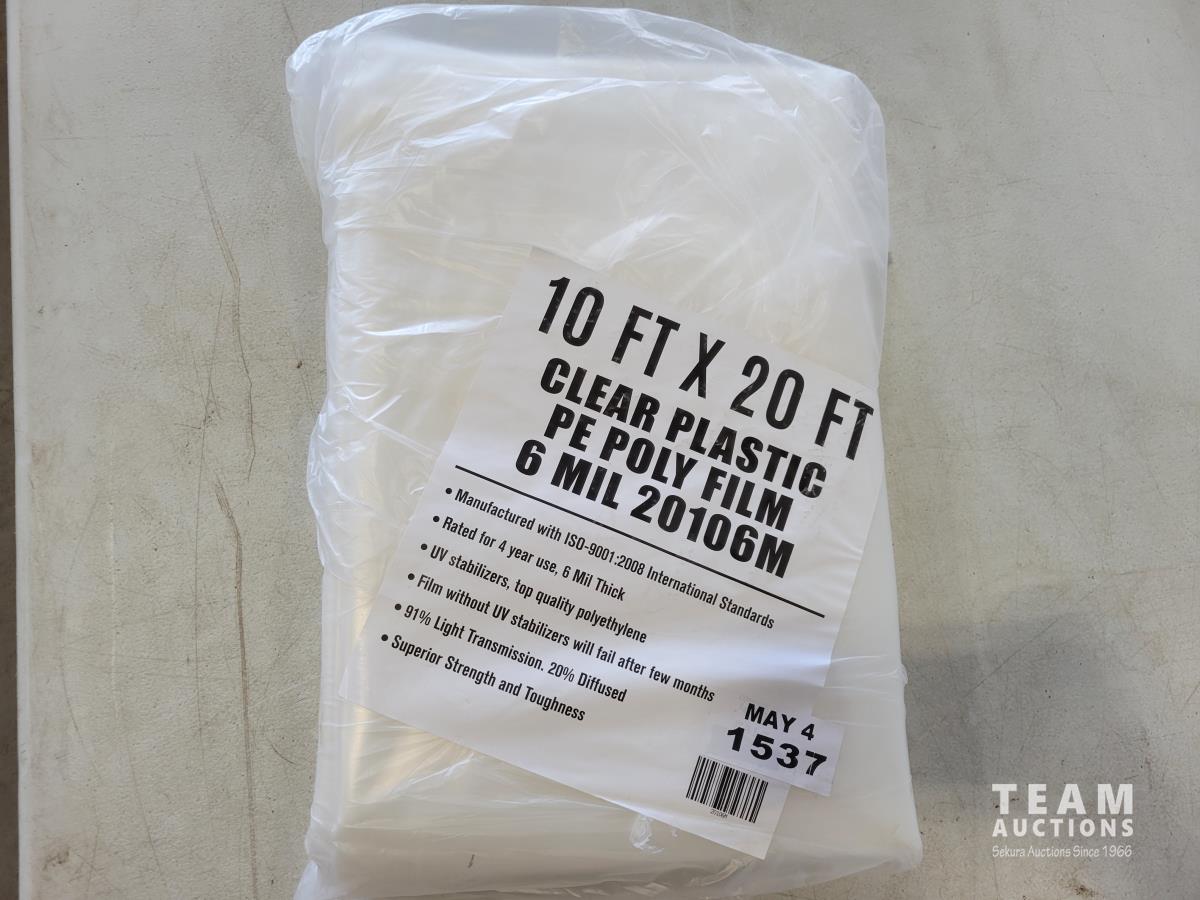 10 FT X 20 FT
CLEAR PLASTIC
PE POLY FILM
6 MIL 20106M
• Manufactured with ISO-9001:2008 International Standards
• Rated for 4 year use, 6 Mil Thick
• UV stabilizers, top quality polyethylene
• Film without UV stabilizers will fail after few months
• 91% Light Transmission. 20% Diffused
• Superior Strength and Toughness
MAY 4
1537
20106M
TEAM
AUCTIONS
Sekura Auctions Since 1966